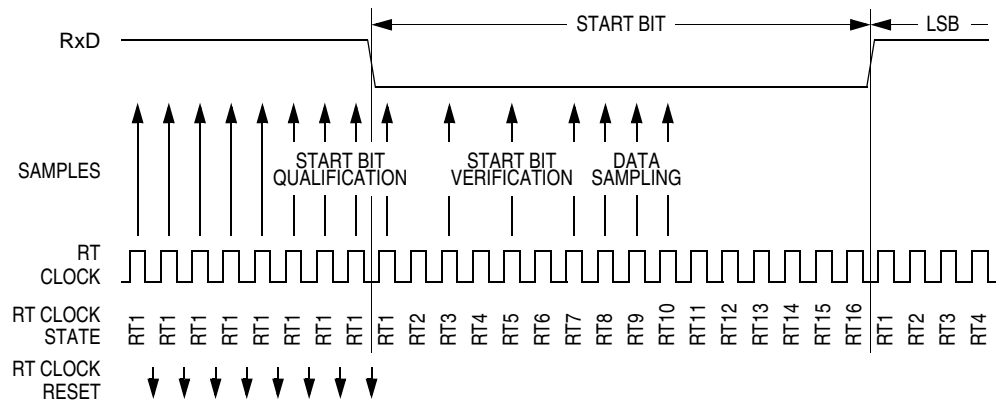 START BIT
LSB
RxD
SAMPLES
START BIT
QUALIFICATION
START BIT
VERIFICATION
DATA
SAMPLING
RT
CLOCK
RT CLOCK
STATE
RT1 RT1 RT1 RT1 RT1 RT1 RT1 RT1 RT1 RT2 RT3 RT4 RT5 RT6 RT7 RT8 RT9 RT10 RT11 RT12 RT13 RT14 RT15 RT16 RT1 RT2 RT3 RT4
RT CLOCK
RESET